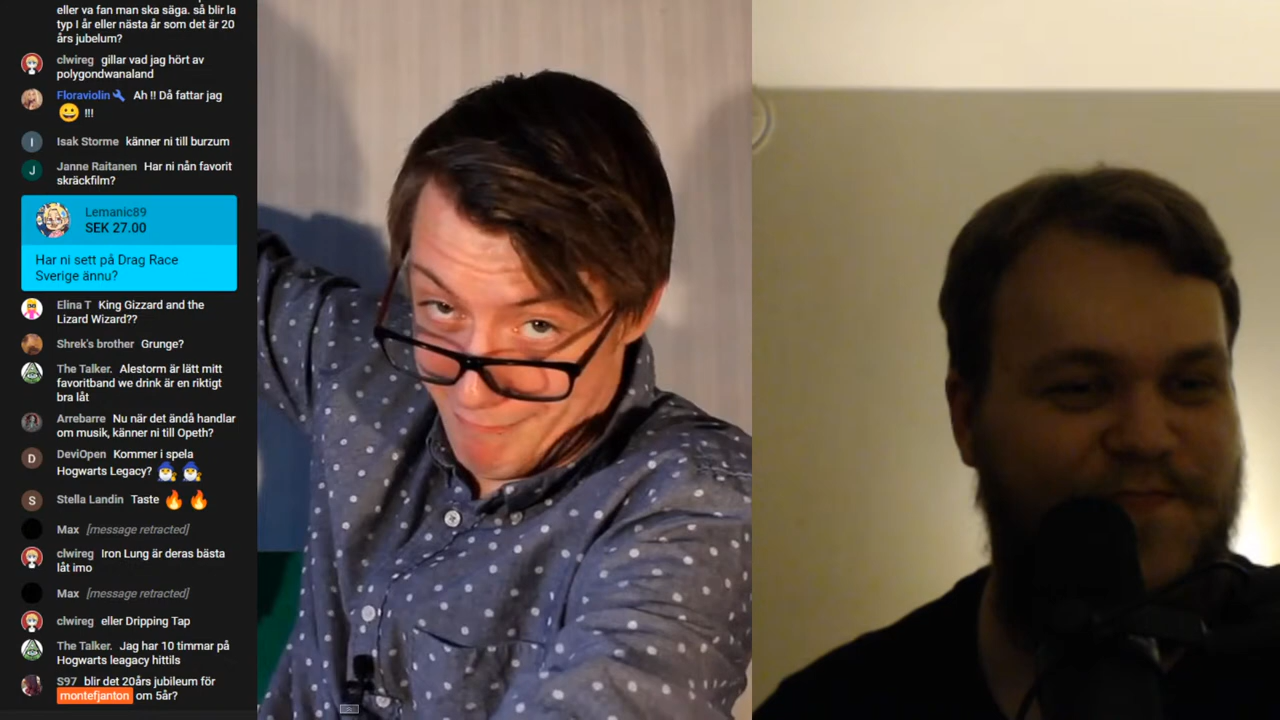 eller va fan man ska säga. så blir la
typ I år eller nästa år som det är 20
års jubelum?
clwireg gillar vad jag hört av
polygondwanaland
Floraviolin Ah !! Då fattar jag
!!!
I Isak Storme känner ni till burzum
J Janne Raitanen Har ni nån favorit
skräckfilm?
Lemanic89
SEK 27.00
Har ni sett på Drag Race
Sverige ännu?
Elina T King Gizzard and the
Lizard Wizard??
Shrek's brother Grunge?
The Talker. Alestorm är lätt mitt
favoritband we drink är en riktigt
bra låt
Arrebarre Nu när det ändå handlar
om musik, känner ni till Opeth?
D DeviOpen Kommer i spela
Hogwarts Legacy?
S Stella Landin Taste
Max [message retracted]
clwireg Iron Lung är deras bästa
låt imo
Max [message retracted]
clwireg eller Dripping Tap
The Talker. Jag har 10 timmar på
Hogwarts leagacy hittils
S97 blir det 20års jubileum för
montefjanton om 5år?